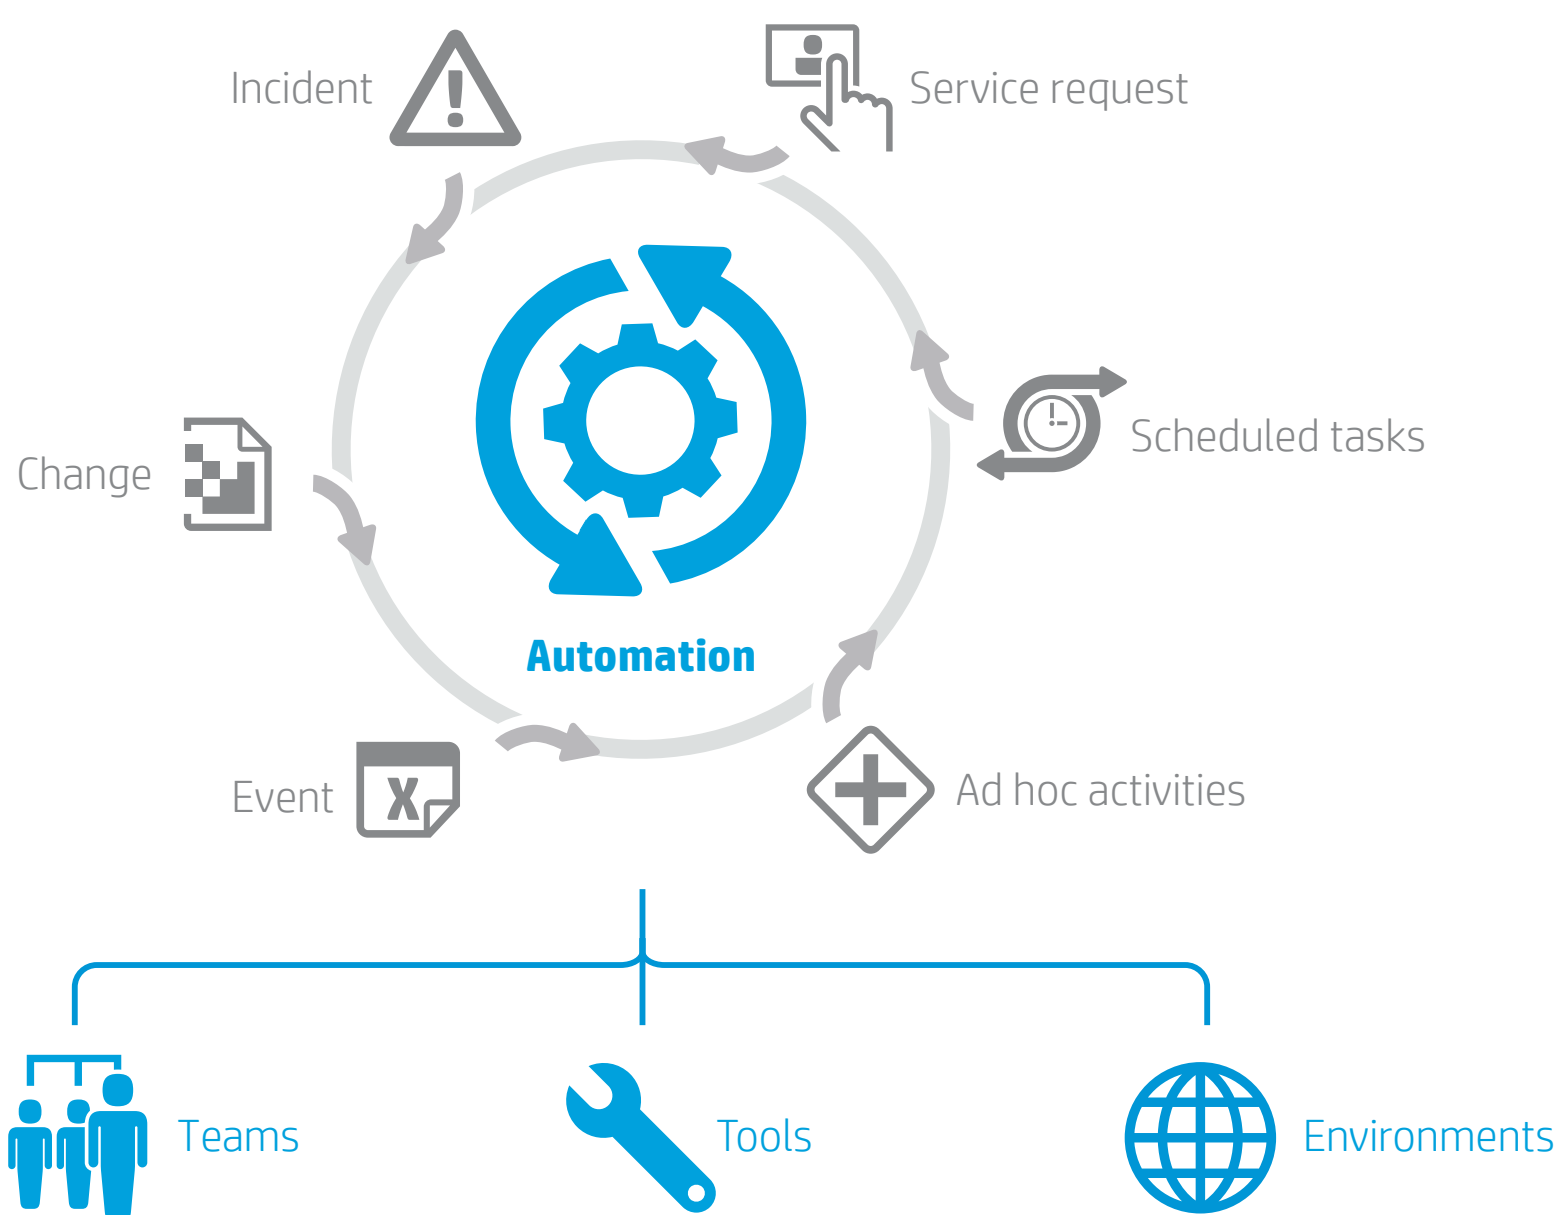 Incident
Service request
Scheduled tasks
Change
Automation
Event
X
Ad hoc activities
Teams
Tools
Environments